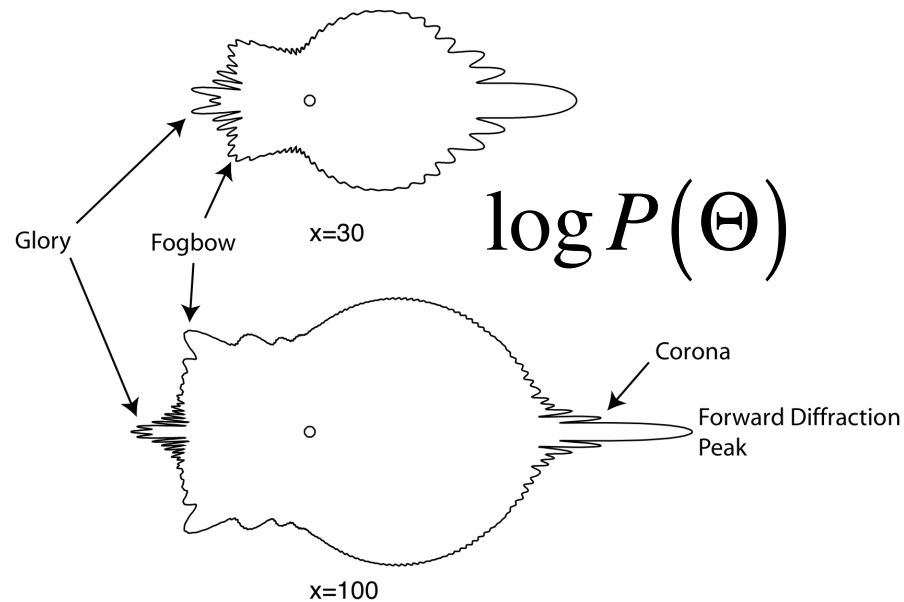 log P(Θ)
x=30
Glory
Fogbow
Corona
Forward Diffraction
Peak
x=100